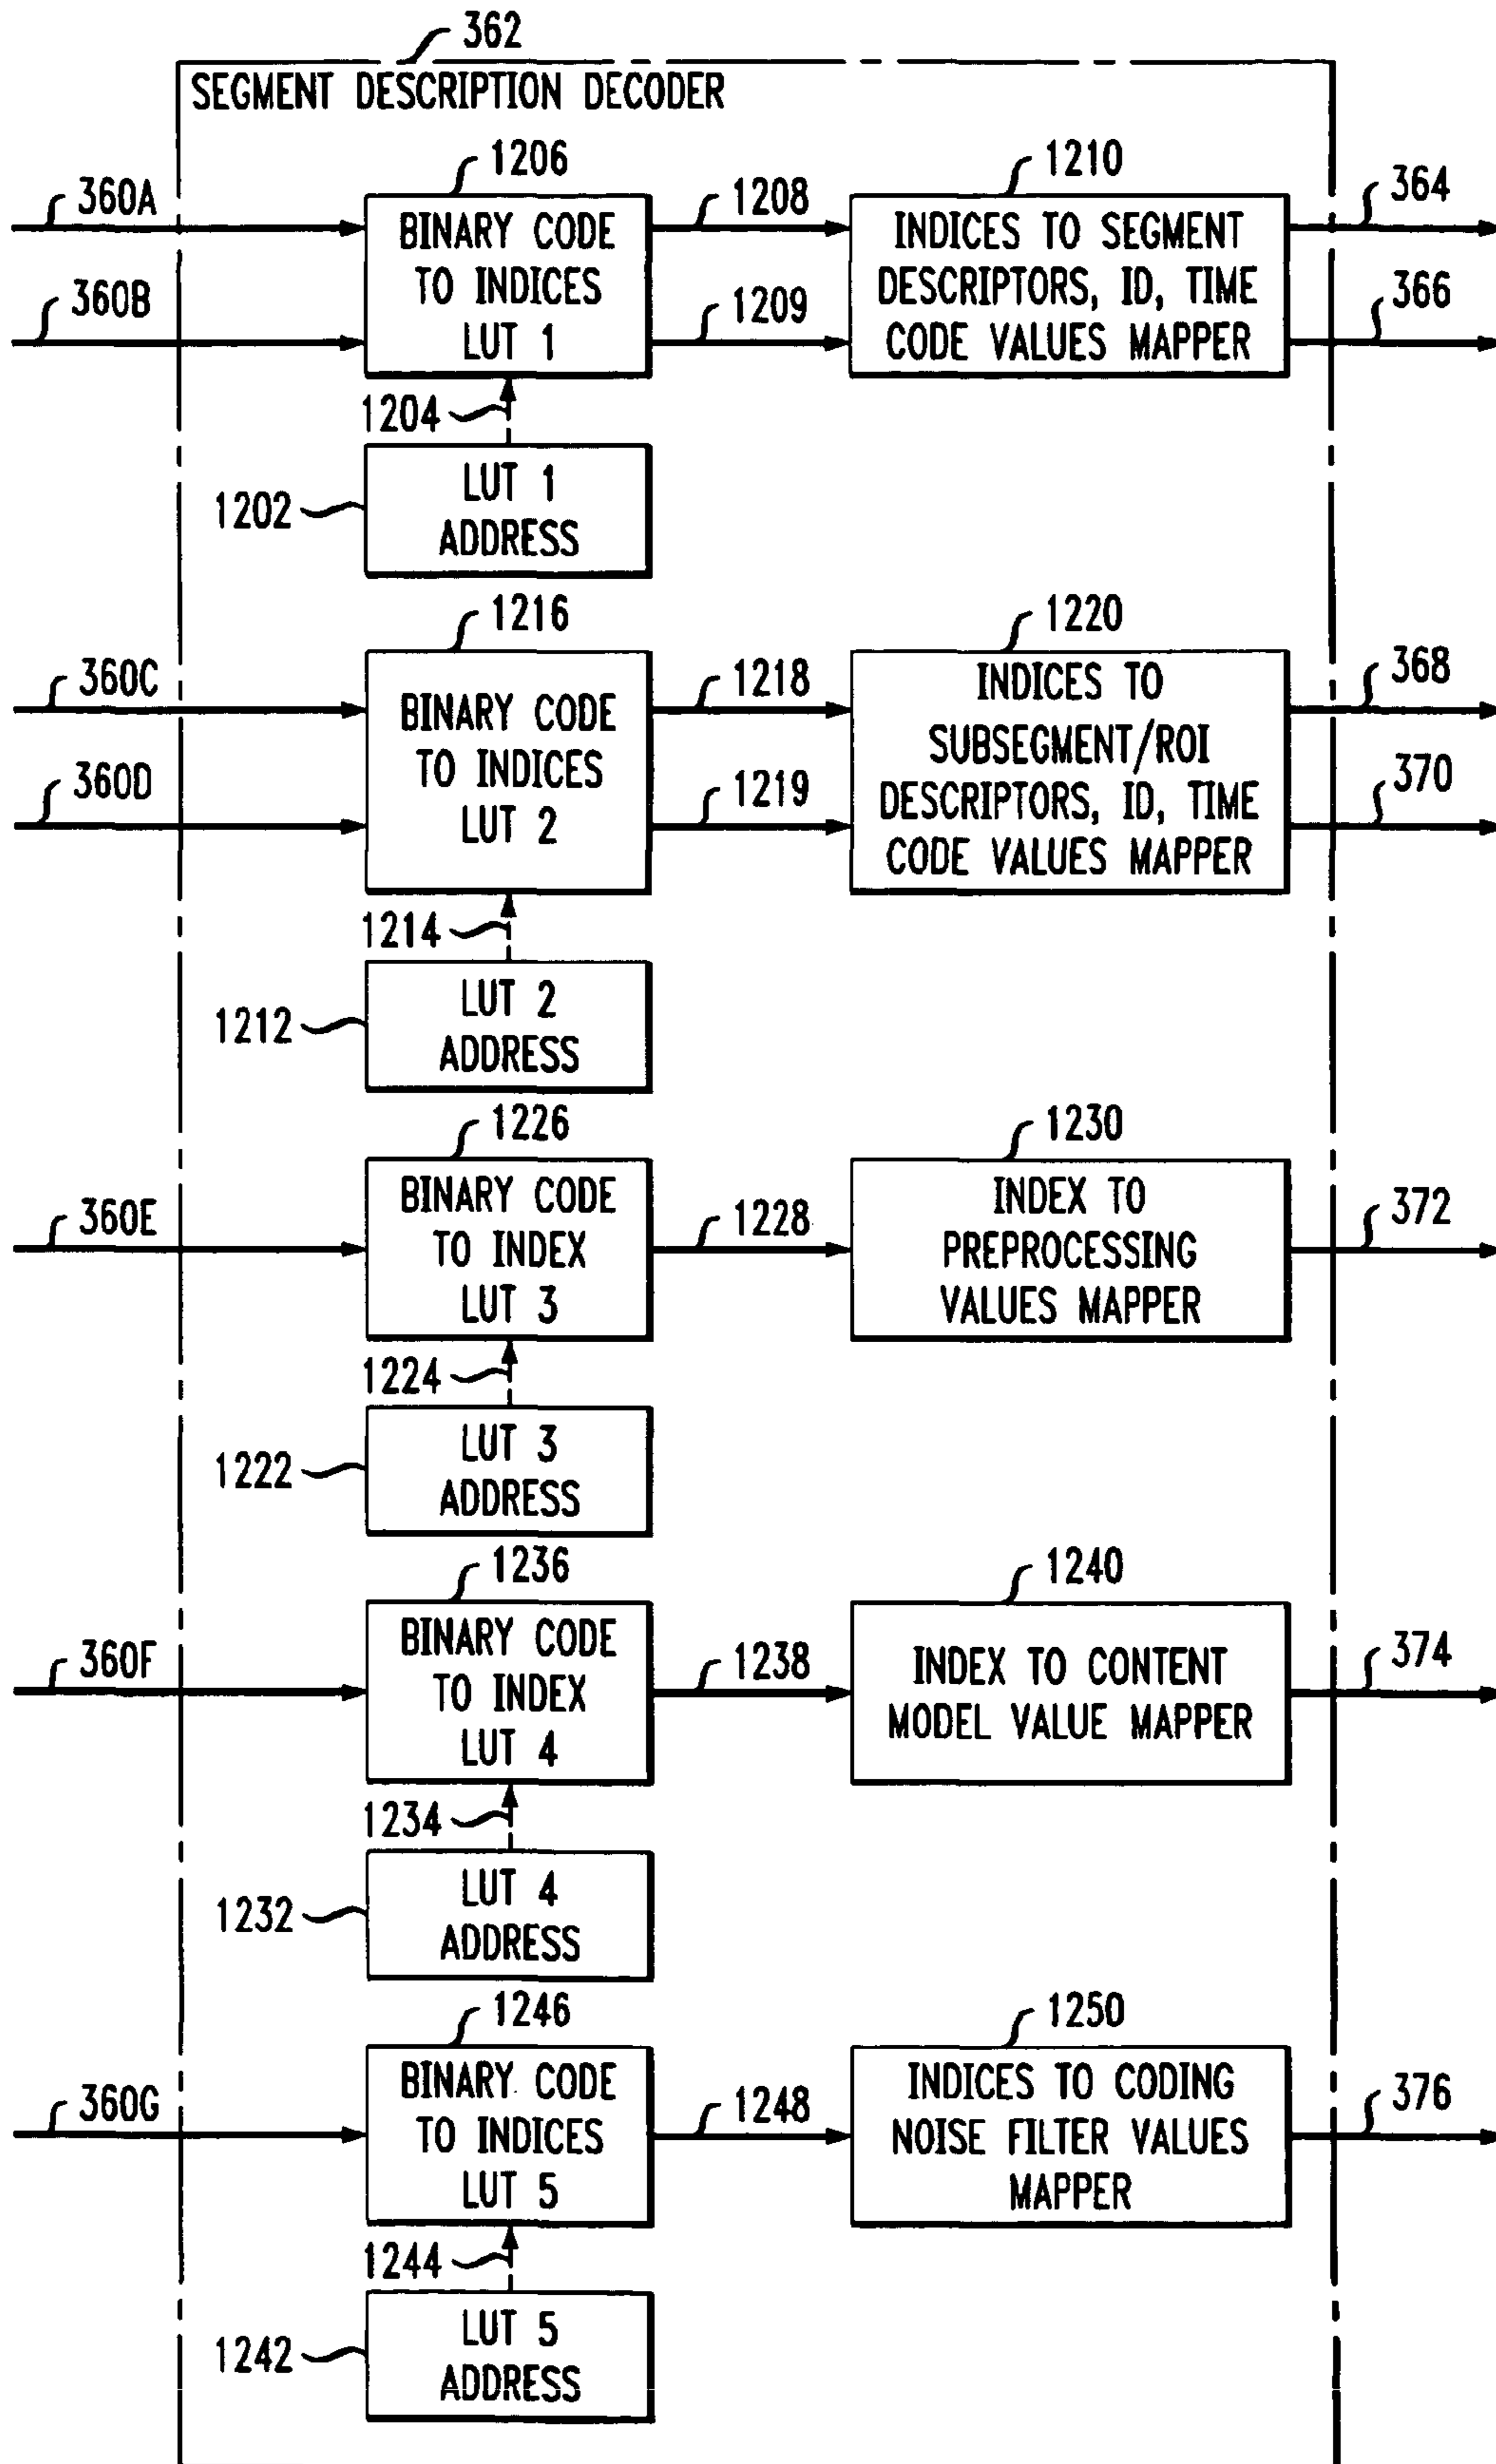 362
SEGMENT DESCRIPTION DECODER
1206
1210
360A
1208
364
BINARY CODE
TO INDICES
LUT 1
INDICES TO SEGMENT
DESCRIPTORS, ID, TIME
CODE VALUES MAPPER
360B
1209
366
1204
LUT 1
ADDRESS
1202
1216
1220
360C
1218
368
BINARY CODE
TO INDICES
LUT 2
INDICES TO
SUBSEGMENT/ROI
DESCRIPTORS, ID, TIME
CODE VALUES MAPPER
360D
1219
370
1214
LUT 2
ADDRESS
1212
1226
1230
360E
1228
372
BINARY CODE
TO INDEX
LUT 3
INDEX TO
PREPROCESSING
VALUES MAPPER
1224
LUT 3
ADDRESS
1222
1236
1240
360F
1238
374
BINARY CODE
TO INDEX
LUT 4
INDEX TO CONTENT
MODEL VALUE MAPPER
1234
LUT 4
ADDRESS
1232
1246
1250
360G
1248
376
BINARY CODE
TO INDICES
LUT 5
INDICES TO CODING
NOISE FILTER VALUES
MAPPER
1244
LUT 5
ADDRESS
1242